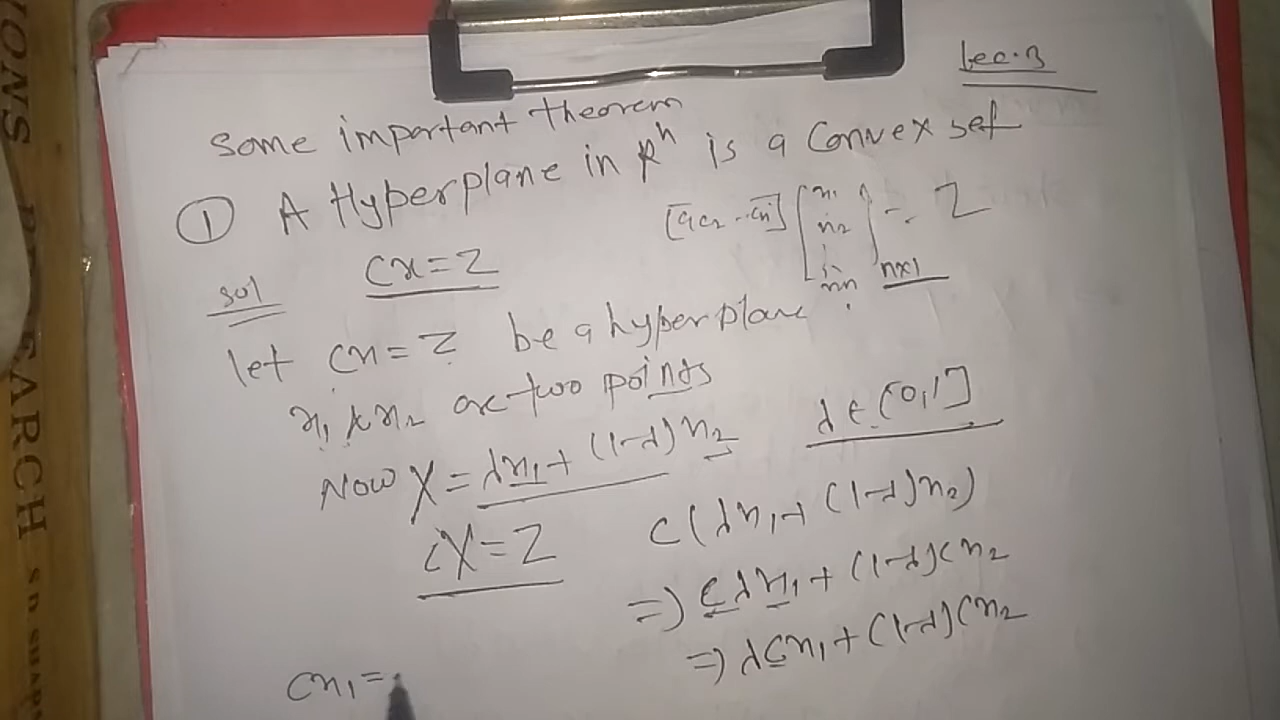 Lec.3
Some important theorem
① A Hyperplane in Rⁿ is a Convex set
[c₁ c₂ --- cₙ] [x₁ x₂ : xₙ] n×1 = Z
Sol
Cx = Z
let Cx = Z be a hyperplane
x₁ & x₂ are two points
Now X = λx₁ + (1-λ)x₂ λ ∈ [0,1]
CX = Z
C(λx₁ + (1-λ)x₂)
=) Cλx₁ + (1-λ)Cx₂
=) λCx₁ + (1-λ)Cx₂
Cx₁ =